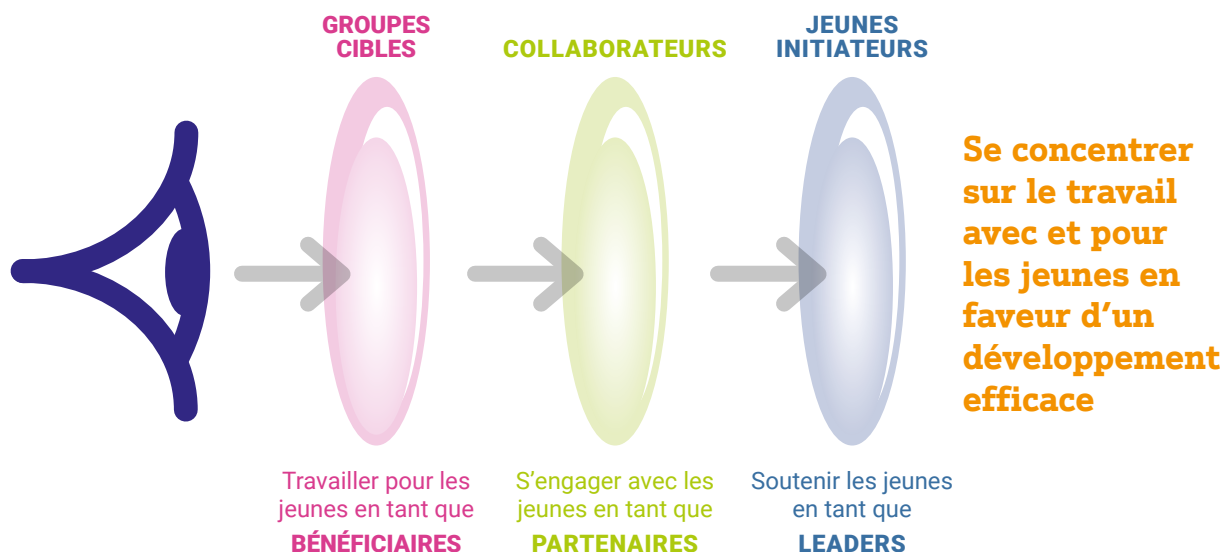 GROUPES
CIBLES
COLLABORATEURS
JEUNES
INITIATEURS
Se concentrer
sur le travail
avec et pour
les jeunes en
faveur d’un
développement
efficace
Travailler pour les
jeunes en tant que
BÉNÉFICIAIRES
S’engager avec les
jeunes en tant que
PARTENAIRES
Soutenir les jeunes
en tant que
LEADERS